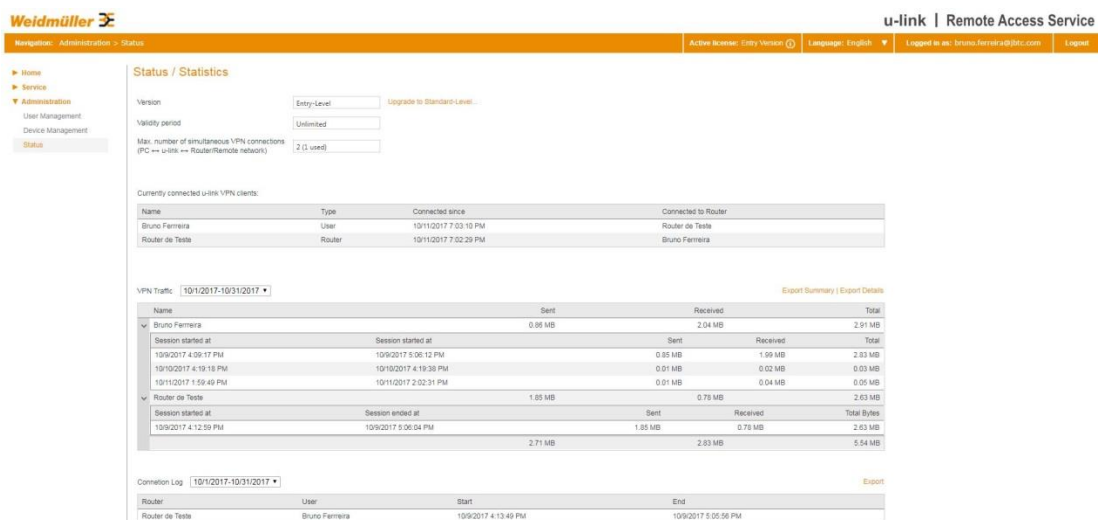 Weidmüller
u-link | Remote Access Service
Navigation: Administration > Status
Active license: Entry Version
Language: English
Logged in as: bruno.ferreira@jbtc.com
Logout
Home
Service
Administration
User Management
Device Management
Status
Status / Statistics
Version Entry-Level Upgrade to Standard-Level...
Validity period Unlimited
Max. number of simultaneous VPN connections
(PC ↔ u-link ↔ Router/Remote network) 2 (1 used)
Currently connected u-link VPN clients:
Name Type Connected since Connected to Router
Bruno Ferrreira User 10/11/2017 7:03:10 PM Router de Teste
Router de Teste Router 10/11/2017 7:02:29 PM Bruno Ferrreira
VPN Traffic 10/1/2017-10/31/2017 Export Summary | Export Details
Name Sent Received Total
Bruno Ferrreira 0.86 MB 2.04 MB 2.91 MB
Session started at Session started at Sent Received Total
10/9/2017 4:09:17 PM 10/9/2017 5:06:12 PM 0.85 MB 1.99 MB 2.83 MB
10/10/2017 4:19:18 PM 10/10/2017 4:19:38 PM 0.01 MB 0.02 MB 0.03 MB
10/11/2017 1:59:49 PM 10/11/2017 2:02:31 PM 0.01 MB 0.04 MB 0.05 MB
Router de Teste 1.85 MB 0.78 MB 2.63 MB
Session started at Session ended at Sent Received Total Bytes
10/9/2017 4:12:59 PM 10/9/2017 5:06:04 PM 1.85 MB 0.78 MB 2.63 MB
2.71 MB 2.83 MB 5.54 MB
Connetion Log 10/1/2017-10/31/2017 Export
Router User Start End
Router de Teste Bruno Ferrreira 10/9/2017 4:13:49 PM 10/9/2017 5:05:56 PM